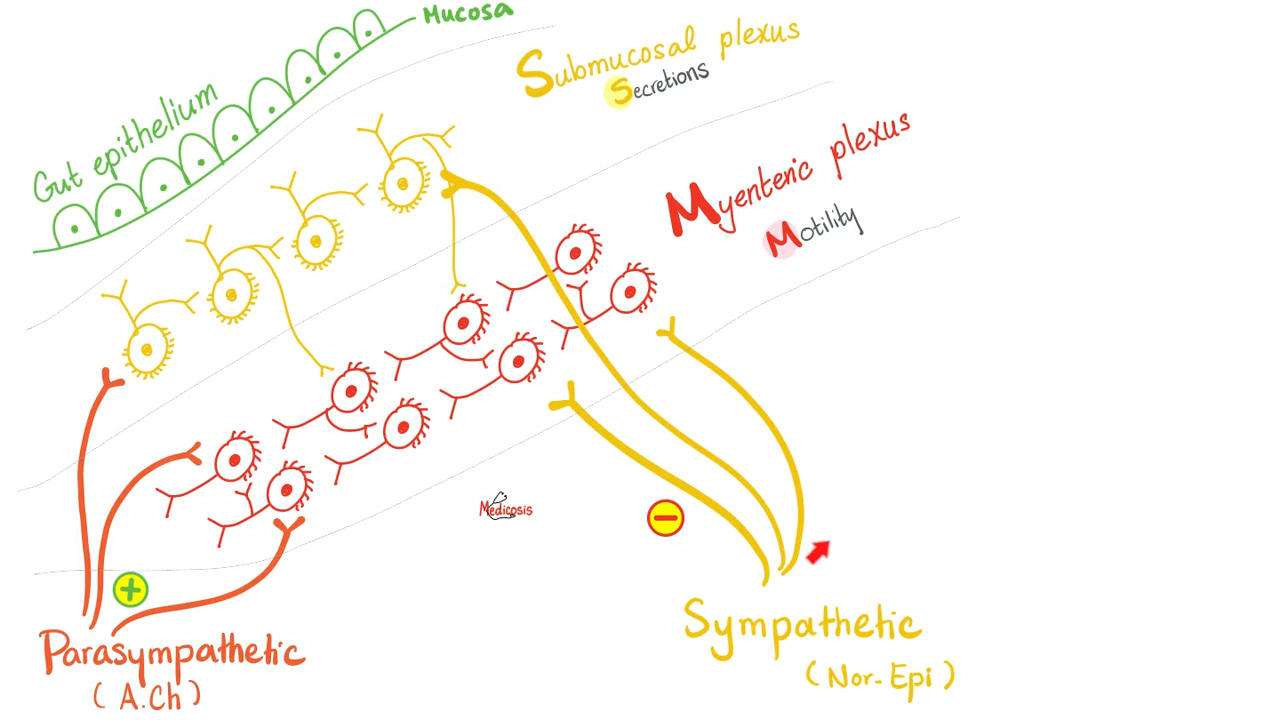 Mucosa
Gut epithelium
Submucosal plexus
Secretions
Myenteric plexus
Motility
Medicosis
+
−
Parasympathetic
(A.Ch)
Sympathetic
(Nor-Epi)